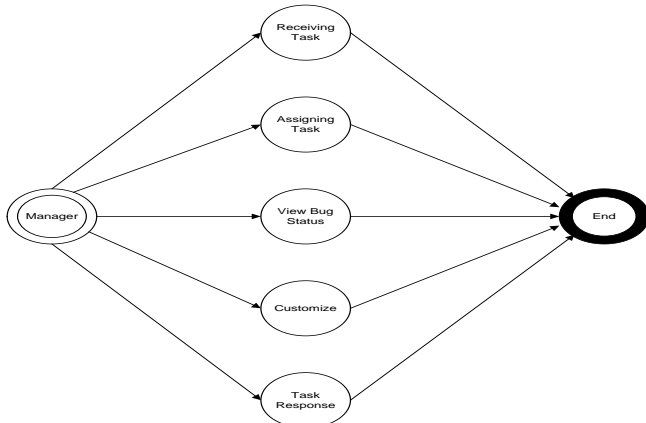 Receiving
Task
Assigning
Task
Manager
View Bug
Status
End
Customize
Task
Response